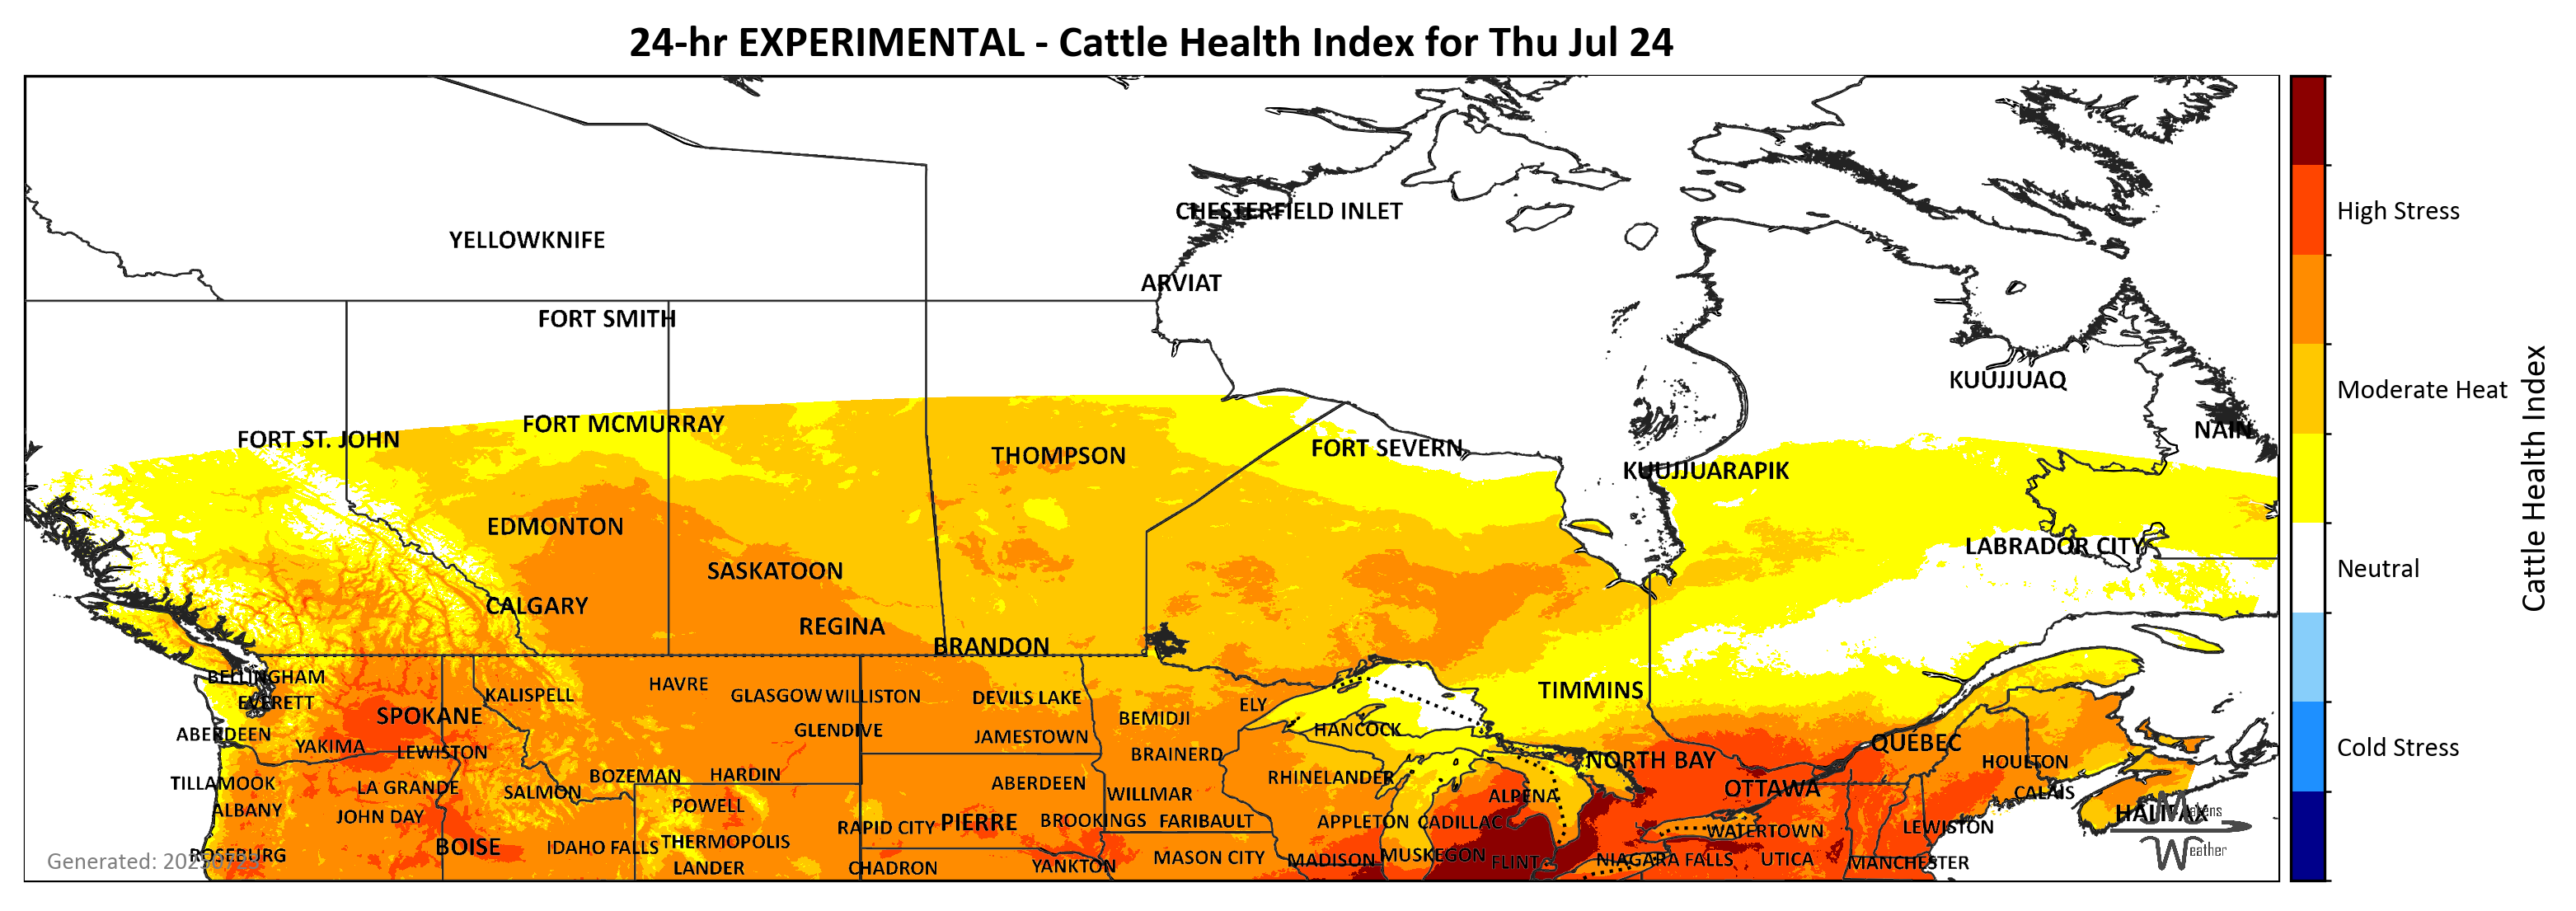 24-hr EXPERIMENTAL - Cattle Health Index for Thu Jul 24
CHESTERFIELD INLET
YELLOWKNIFE
ARVIAT
High Stress
FORT SMITH
KUUJJUAQ
Moderate Heat
FORT MCMURRAY
NAIN
FORT ST. JOHN
FORT SEVERN
THOMPSON
KUUJJUARAPIK
EDMONTON
LABRADOR CITY
SASKATOON
Neutral
CALGARY
REGINA
BRANDON
Cattle Health Index
BELLINGHAM
HAVRE
TIMMINS
KALISPELL
GLASGOW WILLISTON
DEVILS LAKE
EVERETT
ELY
SPOKANE
BEMIDJI
HANCOCK
GLENDIVE
ABERDEEN
JAMESTOWN
QUEBEC
YAKIMA
LEWISTON
BRAINERD
Cold Stress
NORTH BAY
HOULTON
BOZEMAN
HARDIN
RHINELANDER
TILLAMOOK
LA GRANDE
ABERDEEN
OTTAWA
SALMON
WILLMAR
ALPENA
CALAIS
POWELL
ALBANY
JOHN DAY
HALIFAX
Makens
RAPID CITY
PIERRE
BROOKINGS
FARIBAULT
APPLETON
CADILLAC
WATERTOWN
LEWISTON
THERMOPOLIS
BOISE
IDAHO FALLS
Weather
ROSEBURG
MASON CITY
MADISON
MUSKEGON
FLINT
NIAGARA FALLS
UTICA
MANCHESTER
Generated:
LANDER
CHADRON
YANKTON